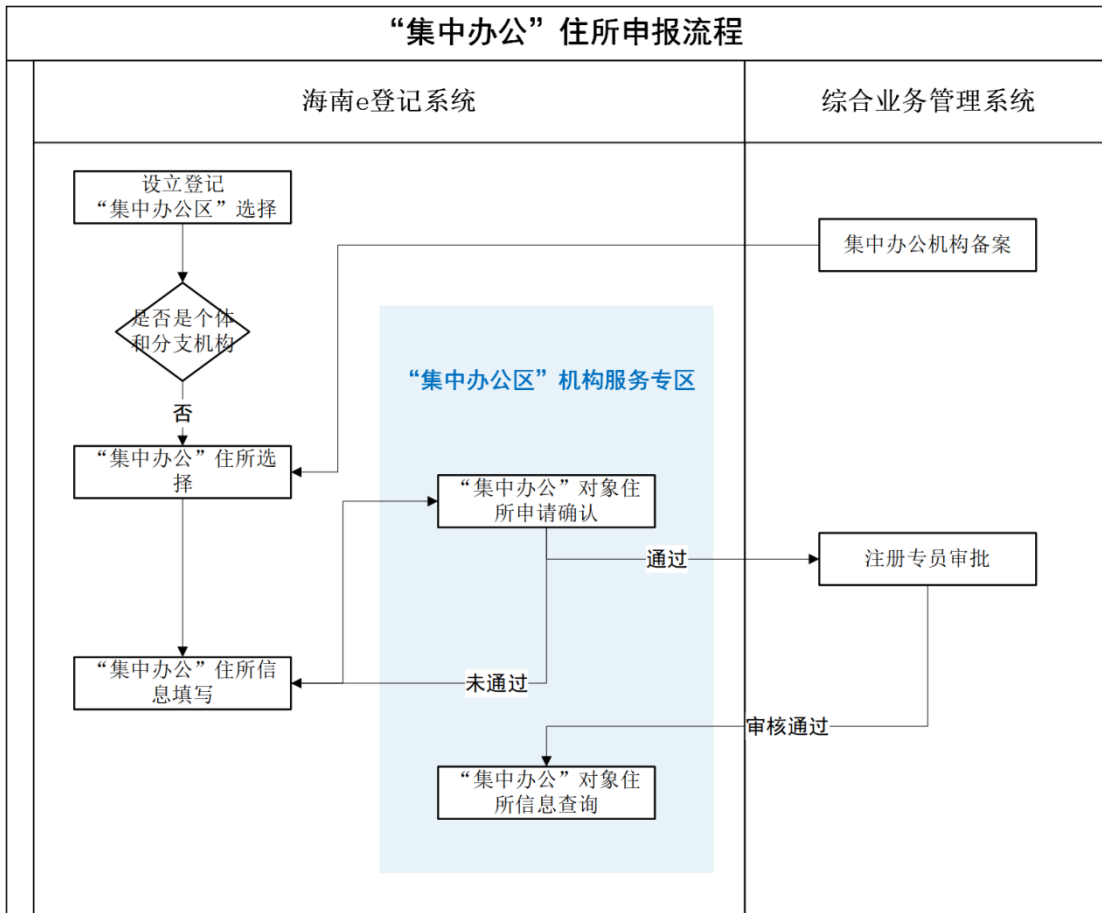 “集中办公”住所申报流程
海南e登记系统
综合业务管理系统
设立登记
“集中办公区”选择
集中办公机构备案
是否是个体
和分支机构
“集中办公区”机构服务专区
否
“集中办公”住所选
择
“集中办公”对象住
所申请确认
通过
注册专员审批
“集中办公”住所信
息填写
未通过
审核通过
“集中办公”对象住
所信息查询